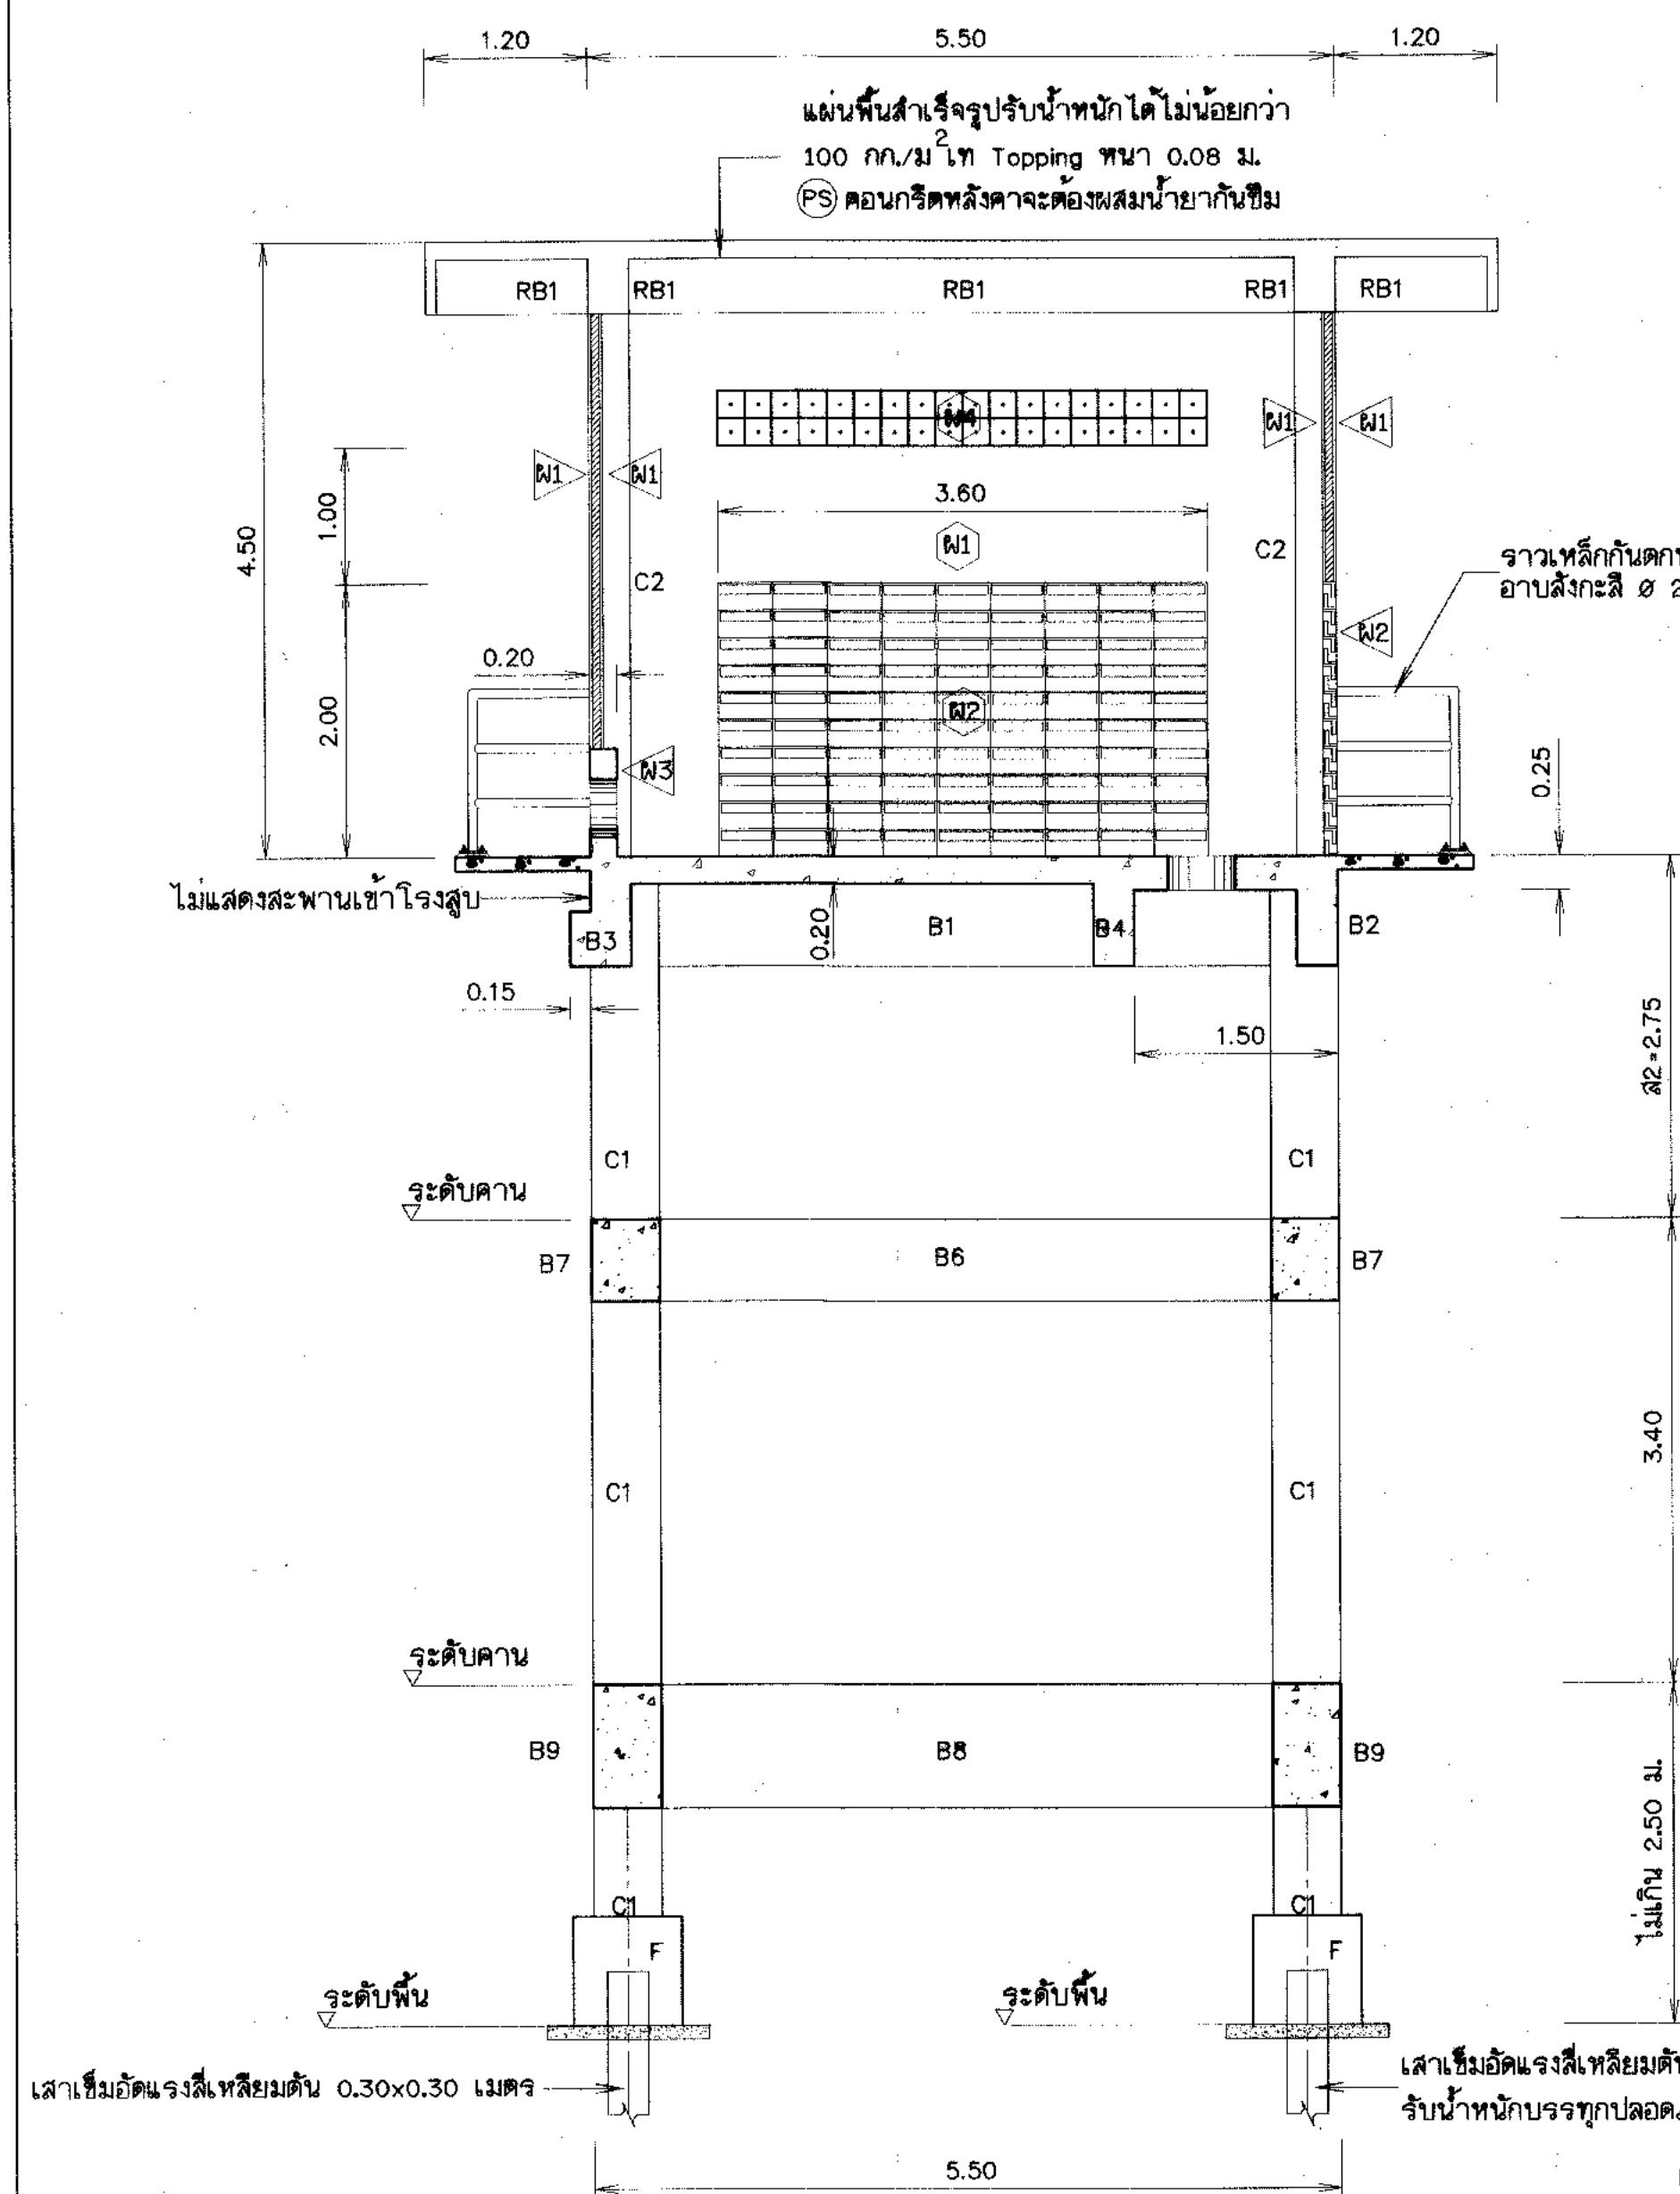 1.20 5.50 1.20
แผ่นพื้นสำเร็จรูปรับน้ำหนักได้ไม่น้อยกว่า
100 กก./ม2 เท Topping หนา 0.08 ม.
PS คอนกรีตหลังคาจะต้องผสมน้ำยากันซึม
RB1 RB1 RB1 RB1 RB1
ผ4
ผ1 ผ1
ผ1 ผ1
3.60
ผ1
4.50
1.00
C2
C2
ราวเหล็กกันตก
อาบสังกะสี Ø 2
ผ2
0.20
2.00
ผ2
ผ3
0.25
ไม่แสดงสะพานเข้าโรงสูบ
B3
0.20
B1
B4
B2
0.15
1.50
ส2=2.75
C1
C1
ระดับคาน
B7
B6
B7
3.40
C1
C1
ระดับคาน
B9
B8
B9
ไม่เกิน 2.50 ม.
C1
C1
F
F
ระดับพื้น
ระดับพื้น
เสาเข็มอัดแรงสี่เหลี่ยมตัน 0.30x0.30 เมตร
เสาเข็มอัดแรงสี่เหลี่ยมตัน
รับน้ำหนักบรรทุกปลอด
5.50